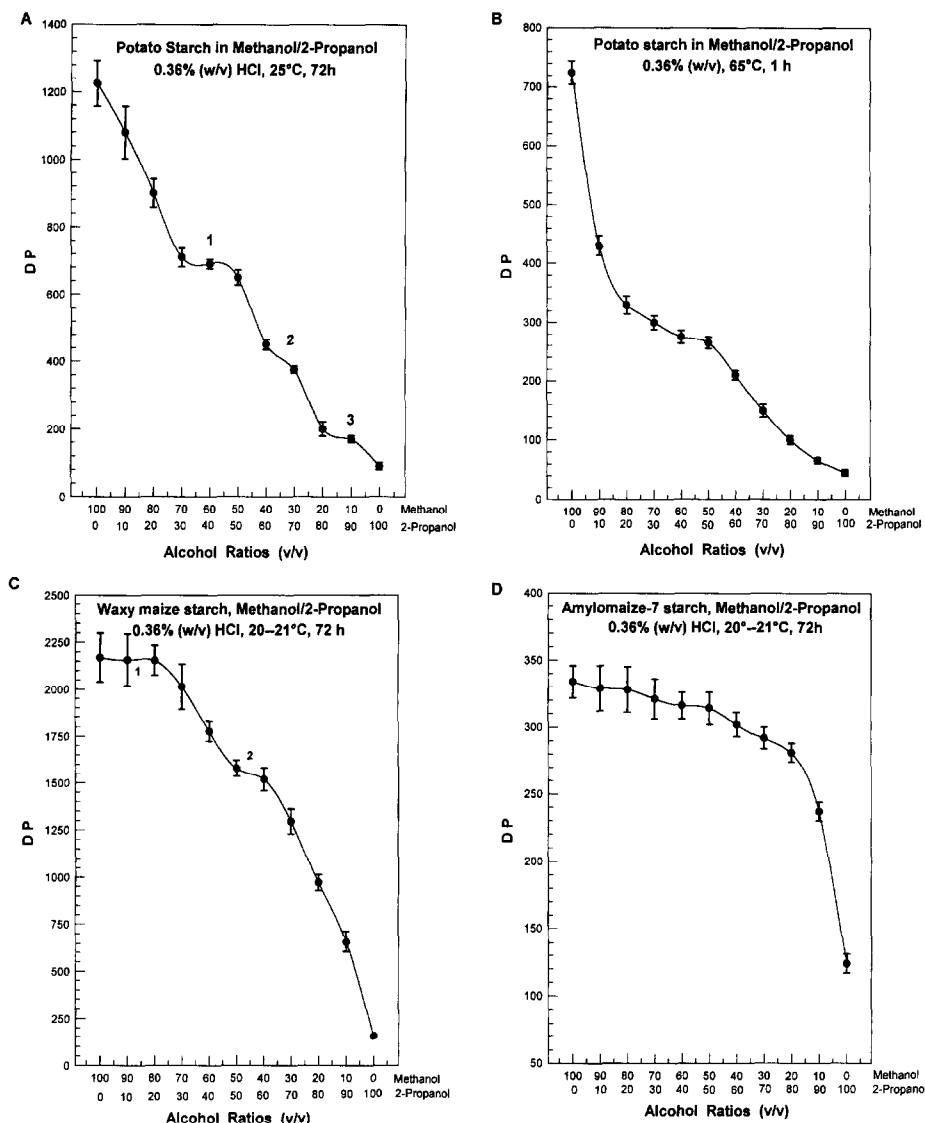 A
Potato Starch in Methanol/2-Propanol
0.36% (w/v) HCl, 25°C, 72h
1400
1200
1000
800
600
400
200
0
D P
1
2
3
100 90 80 70 60 50 40 30 20 10 0 Methanol
0 10 20 30 40 50 60 70 80 90 100 2-Propanol
Alcohol Ratios (v/v)
B
Potato starch in Methanol/2-Propanol
0.36% (w/v), 65°C, 1 h
800
700
600
500
400
300
200
100
0
D P
100 90 80 70 60 50 40 30 20 10 0 Methanol
0 10 20 30 40 50 60 70 80 90 100 2-Propanol
Alcohol Ratios (v/v)
C
Waxy maize starch, Methanol/2-Propanol
0.36% (w/v) HCl, 20–21°C, 72 h
2500
2250
2000
1750
1500
1250
1000
750
500
250
0
D P
1
2
100 90 80 70 60 50 40 30 20 10 0 Methanol
0 10 20 30 40 50 60 70 80 90 100 2-Propanol
Alcohol Ratios (v/v)
D
Amylomaize-7 starch, Methanol/2-Propanol
0.36% (w/v) HCl, 20°–21°C, 72h
400
350
300
250
200
150
100
50
D P
100 90 80 70 60 50 40 30 20 10 0 Methanol
0 10 20 30 40 50 60 70 80 90 100 2-Propanol
Alcohol Ratios (v/v)